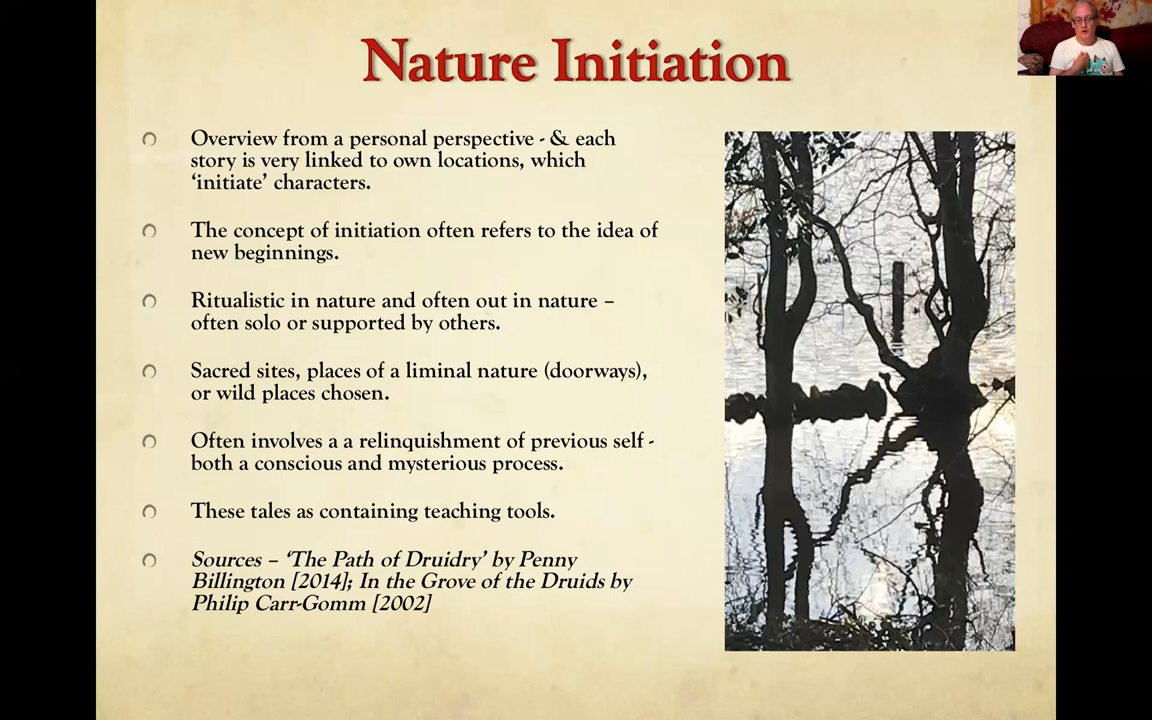 Nature Initiation
Overview from a personal perspective - & each
story is very linked to own locations, which
‘initiate’ characters.
The concept of initiation often refers to the idea of
new beginnings.
Ritualistic in nature and often out in nature –
often solo or supported by others.
Sacred sites, places of a liminal nature (doorways),
or wild places chosen.
Often involves a a relinquishment of previous self -
both a conscious and mysterious process.
These tales as containing teaching tools.
Sources – ‘The Path of Druidry’ by Penny
Billington [2014]; In the Grove of the Druids by
Philip Carr-Gomm [2002]